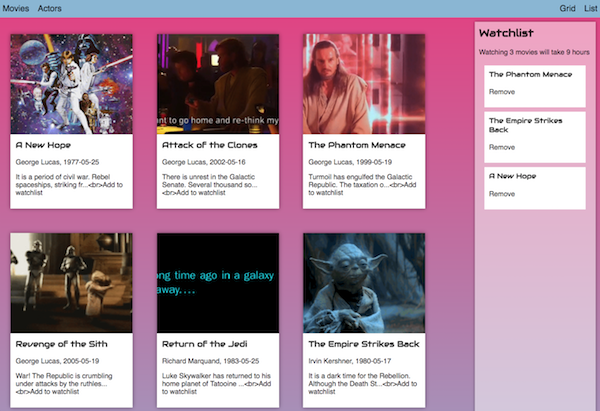 Movies Actors Grid List
Watchlist
Watching 3 movies will take 9 hours
The Phantom Menace
Remove
The Empire Strikes
Back
Remove
A New Hope
Remove
A New Hope
George Lucas, 1977-05-25
It is a period of civil war. Rebel
spaceships, striking fr...<br>Add to
watchlist
ant to go home and re-think my
Attack of the Clones
George Lucas, 2002-05-16
There is unrest in the Galactic
Senate. Several thousand so...
<br>Add to watchlist
The Phantom Menace
George Lucas, 1999-05-19
Turmoil has engulfed the Galactic
Republic. The taxation o...<br>Add to
watchlist
Revenge of the Sith
George Lucas, 2005-05-19
War! The Republic is crumbling
under attacks by the ruthles...
<br>Add to watchlist
ong time ago in a galaxy
away....
Return of the Jedi
Richard Marquand, 1983-05-25
Luke Skywalker has returned to his
home planet of Tatooine ...<br>Add to
watchlist
The Empire Strikes Back
Irvin Kershner, 1980-05-17
It is a dark time for the Rebellion.
Although the Death St...<br>Add to
watchlist